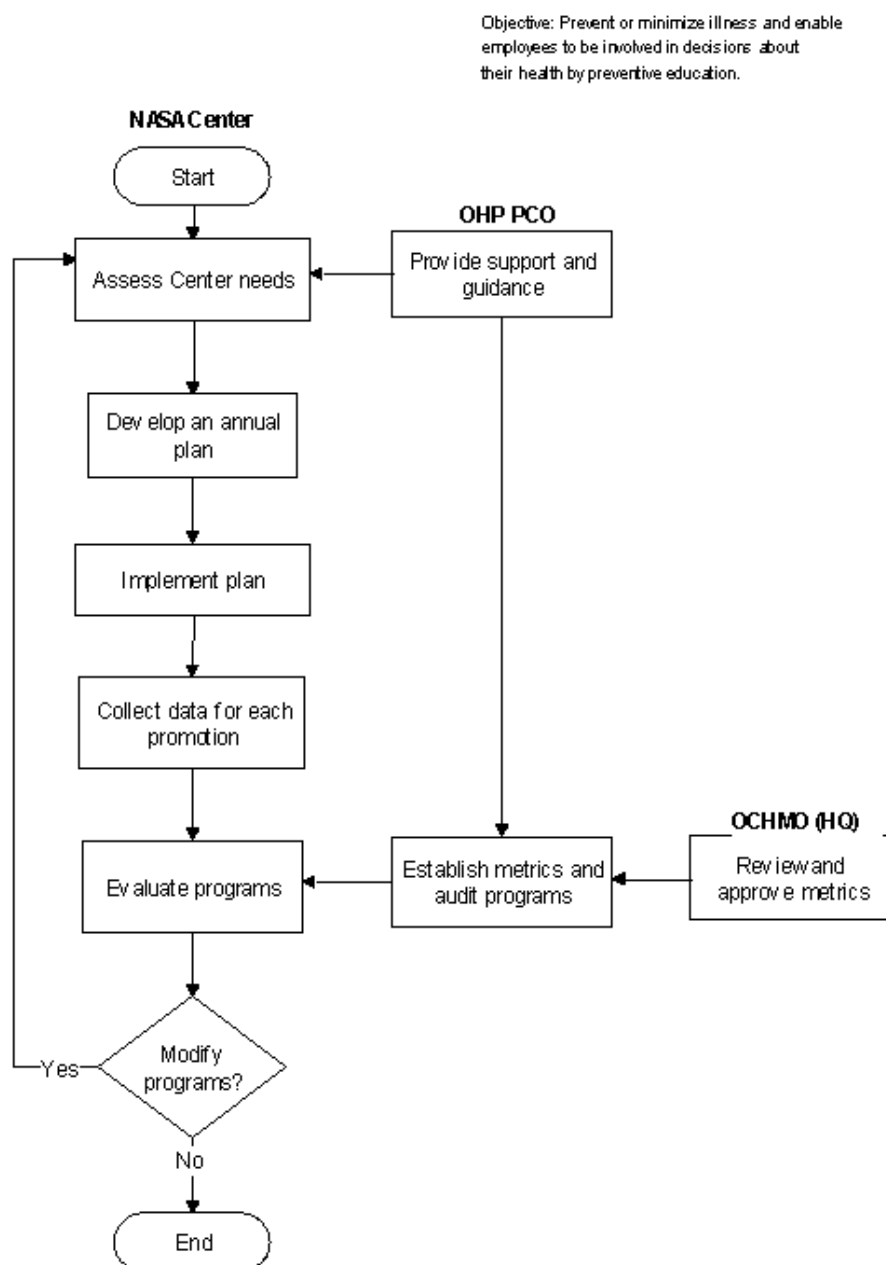 Objective: Prevent or minimize illness and enable
employees to be involved in decisions about
their health by preventive education.
NASA Center
Start
OHP PCO
Assess Center needs
Provide support and
guidance
Develop an annual
plan
Implement plan
Collect data for each
promotion
OCHMO (HQ)
Evaluate programs
Establish metrics and
audit programs
Review and
approve metrics
Yes
Modify
programs?
No
End